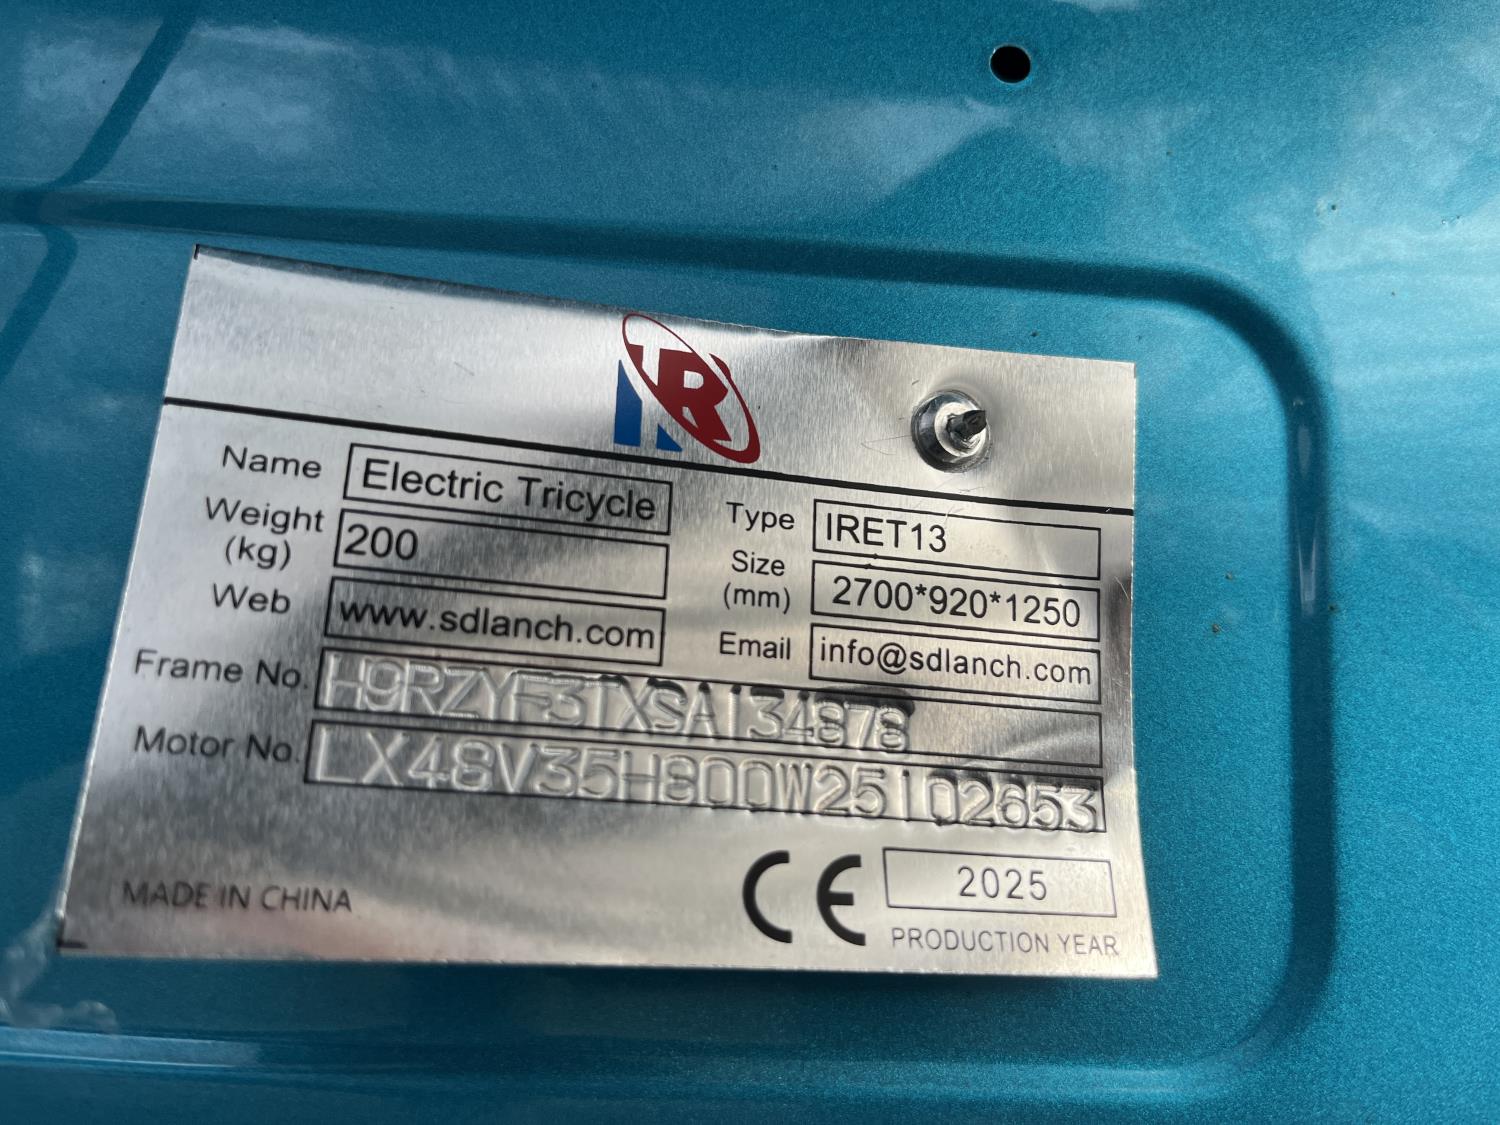 IR
Name Electric Tricycle
Type IRET13
Weight (kg) 200
Size (mm) 2700*920*1250
Web www.sdlanch.com
Email info@sdlanch.com
Frame No. H9RZYF3TXSA134878
Motor No. LX48V35H800W25102653
MADE IN CHINA
CE 2025
PRODUCTION YEAR